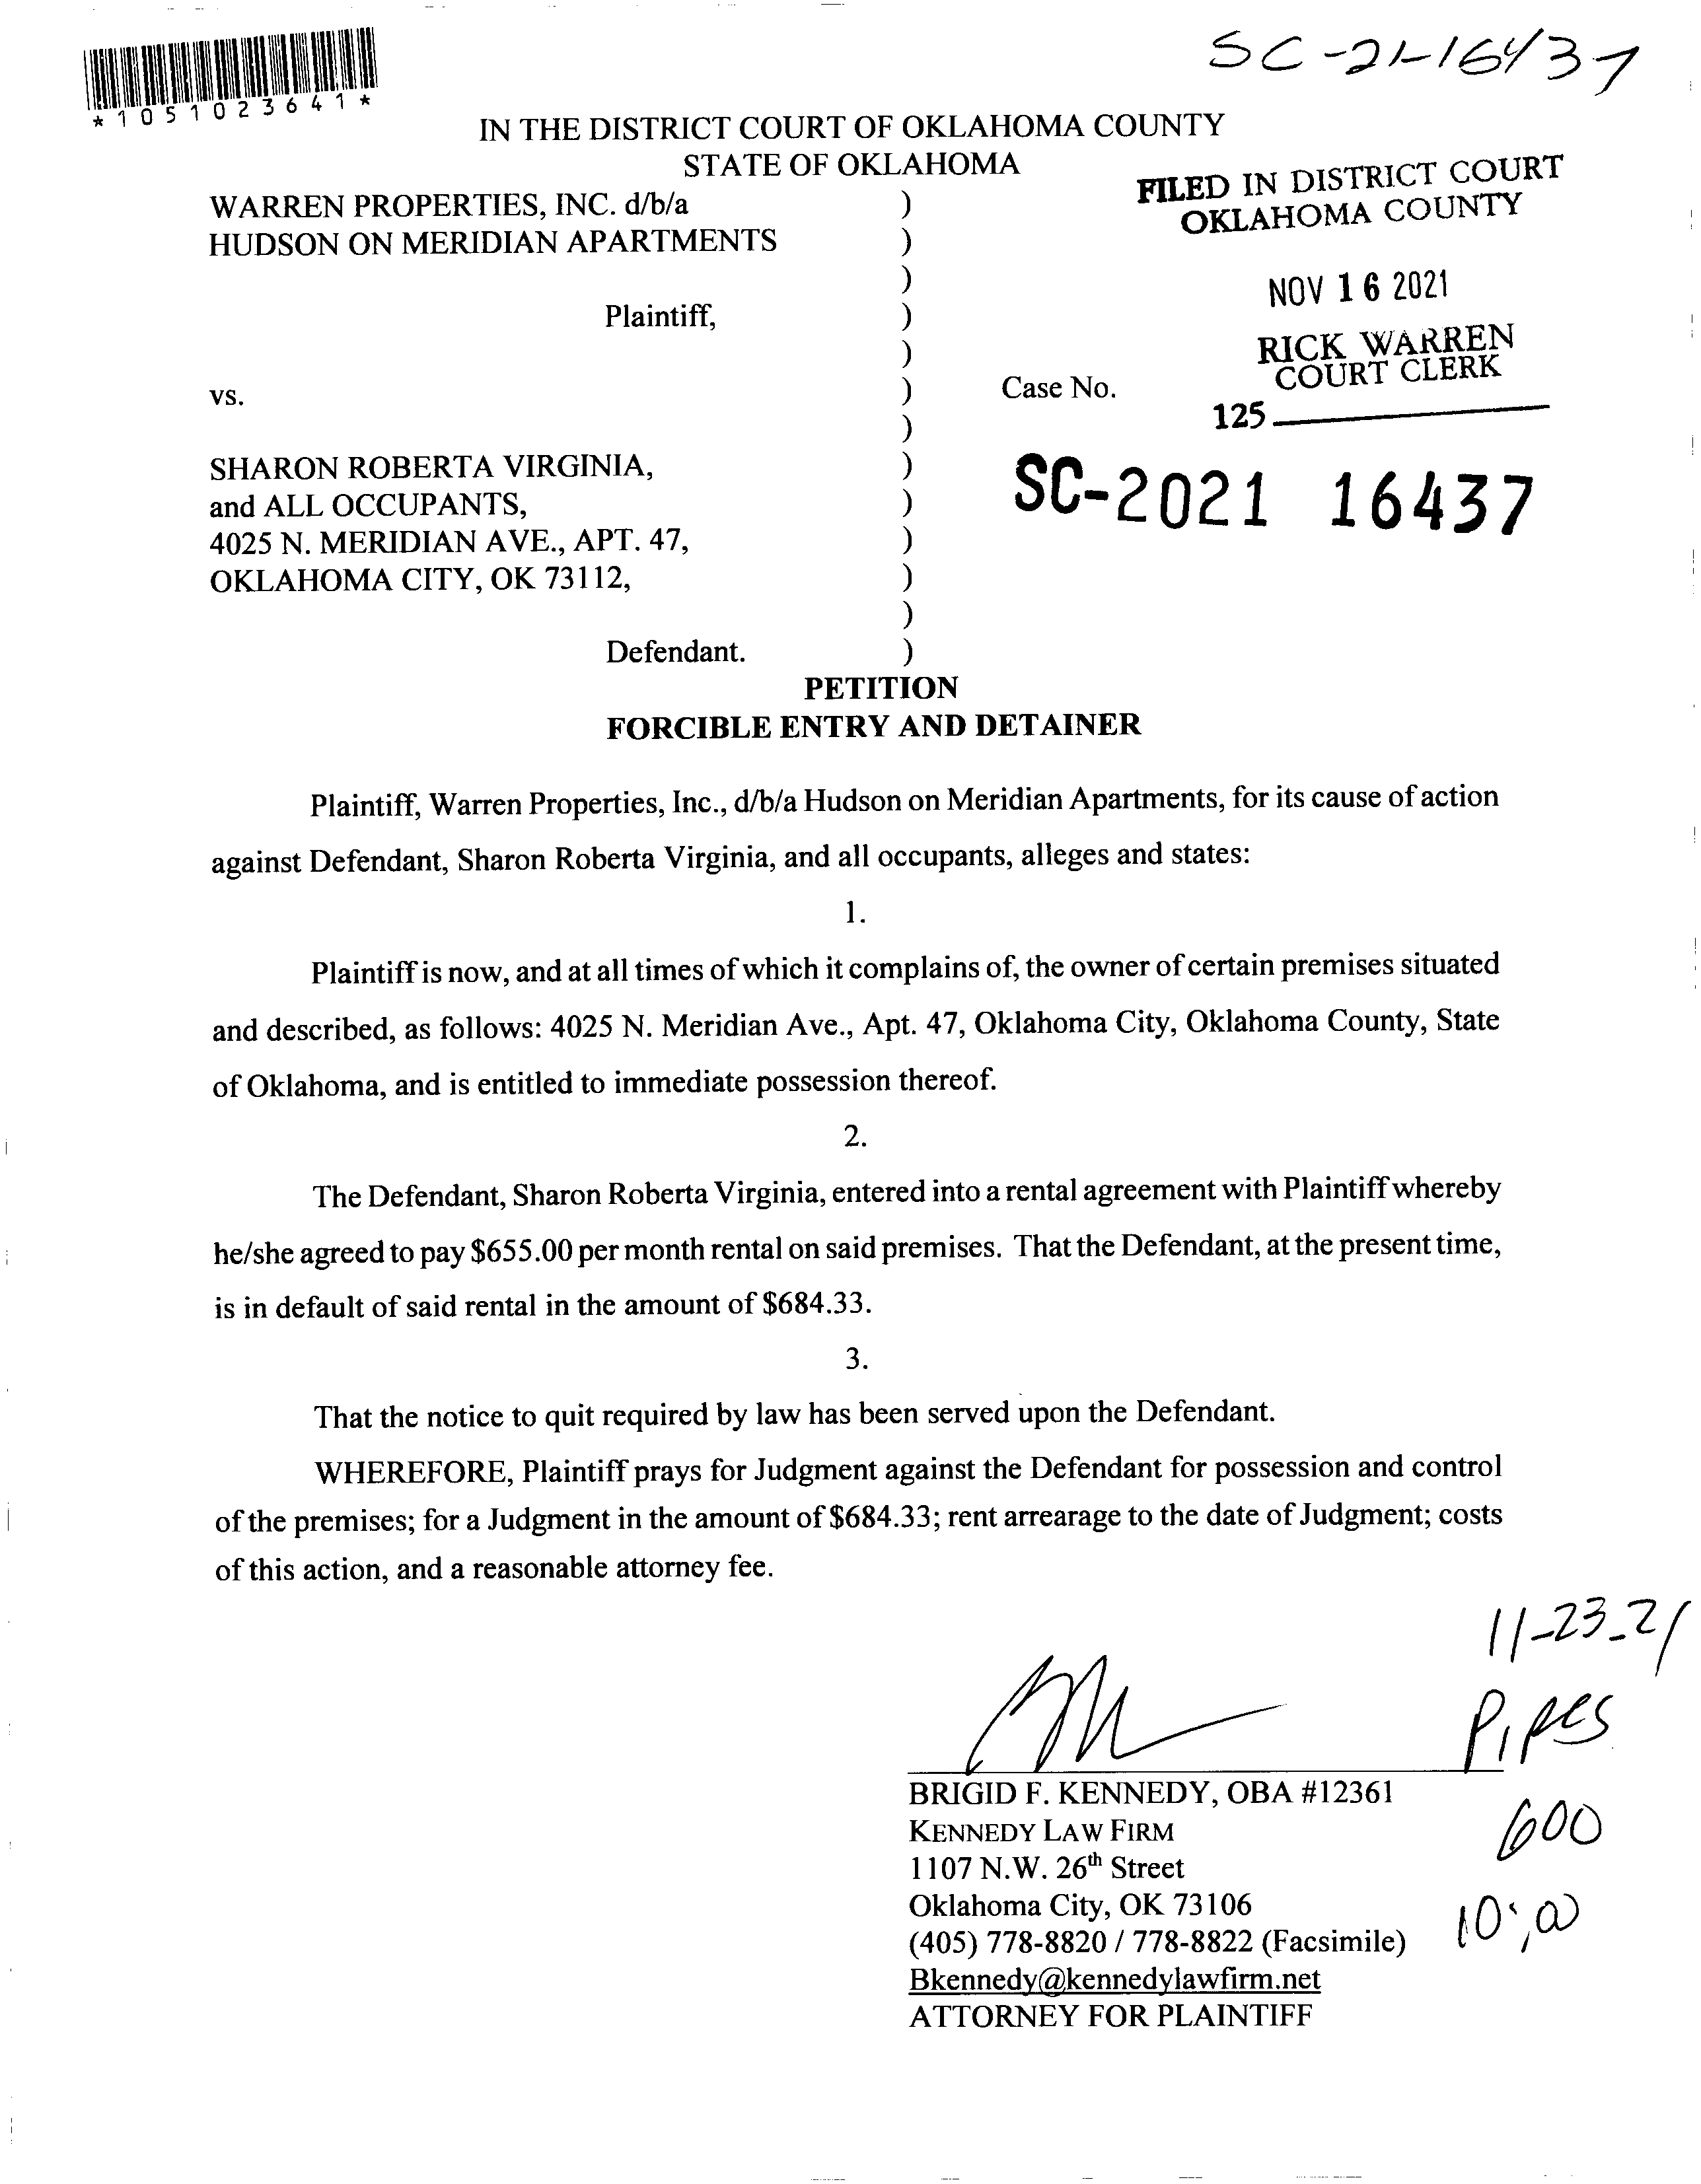 SC-21-16437
*1051023641*
IN THE DISTRICT COURT OF OKLAHOMA COUNTY
STATE OF OKLAHOMA
FILED IN DISTRICT COURT
OKLAHOMA COUNTY
WARREN PROPERTIES, INC. d/b/a )
HUDSON ON MERIDIAN APARTMENTS )
)
NOV 16 2021
Plaintiff, )
)
RICK WARREN
COURT CLERK
vs. ) Case No.
125
)
SHARON ROBERTA VIRGINIA, )
and ALL OCCUPANTS, )
SC-2021 16437
4025 N. MERIDIAN AVE., APT. 47, )
OKLAHOMA CITY, OK 73112, )
)
Defendant. )
PETITION
FORCIBLE ENTRY AND DETAINER
Plaintiff, Warren Properties, Inc., d/b/a Hudson on Meridian Apartments, for its cause of action
against Defendant, Sharon Roberta Virginia, and all occupants, alleges and states:
1.
Plaintiff is now, and at all times of which it complains of, the owner of certain premises situated
and described, as follows: 4025 N. Meridian Ave., Apt. 47, Oklahoma City, Oklahoma County, State
of Oklahoma, and is entitled to immediate possession thereof.
2.
The Defendant, Sharon Roberta Virginia, entered into a rental agreement with Plaintiff whereby
he/she agreed to pay $655.00 per month rental on said premises. That the Defendant, at the present time,
is in default of said rental in the amount of $684.33.
3.
That the notice to quit required by law has been served upon the Defendant.
WHEREFORE, Plaintiff prays for Judgment against the Defendant for possession and control
of the premises; for a Judgment in the amount of $684.33; rent arrearage to the date of Judgment; costs
of this action, and a reasonable attorney fee.
11-23-21
Pipes
BRIGID F. KENNEDY, OBA #12361
KENNEDY LAW FIRM
600
1107 N.W. 26th Street
Oklahoma City, OK 73106
10:00
(405) 778-8820 / 778-8822 (Facsimile)
Bkennedy@kennedylawfirm.net
ATTORNEY FOR PLAINTIFF